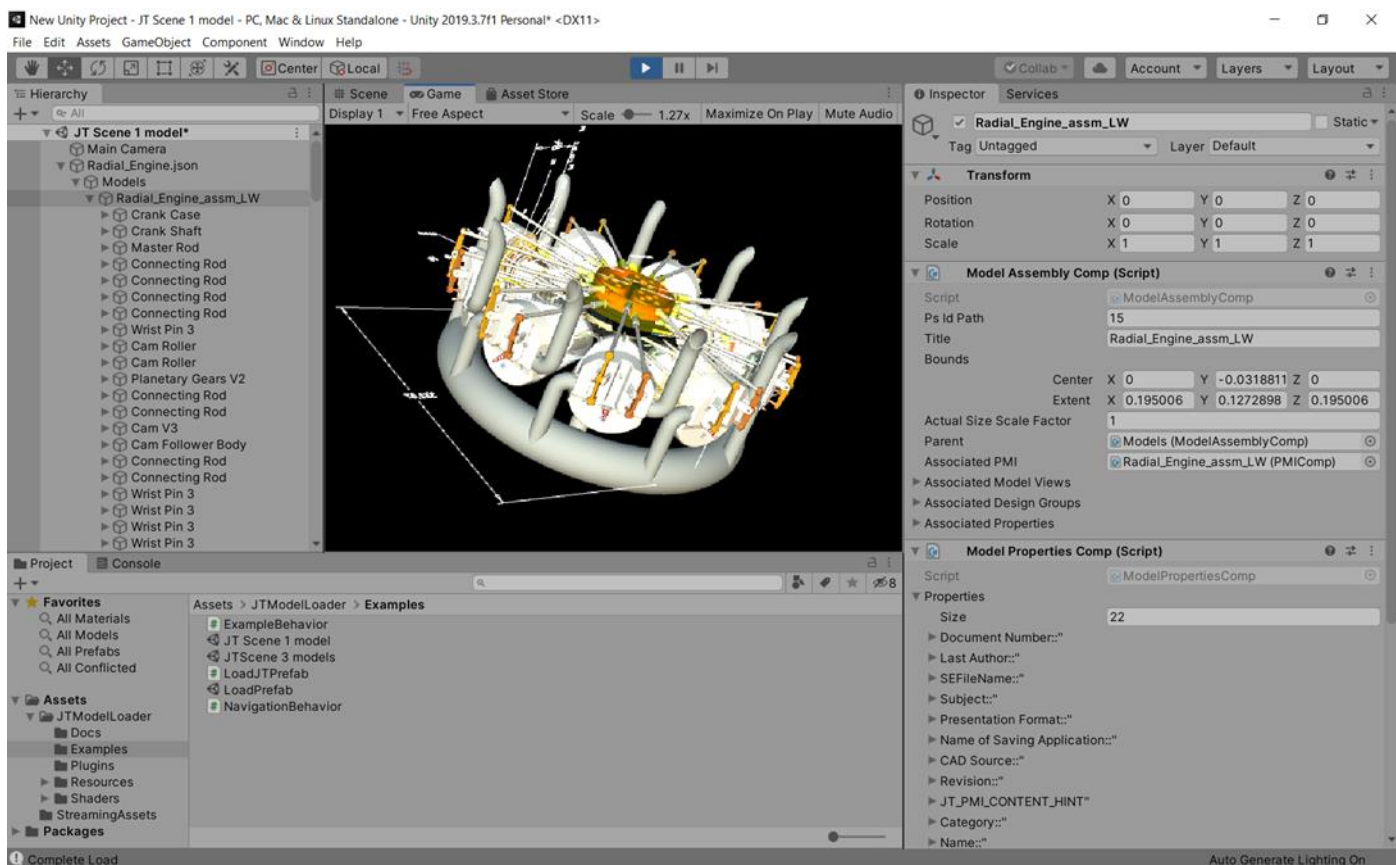 New Unity Project - JT Scene 1 model - PC, Mac & Linux Standalone - Unity 2019.3.7f1 Personal* <DX11>
File Edit Assets GameObject Component Window Help
Center Local
Collab Account Layers Layout
Hierarchy
All
JT Scene 1 model*
Main Camera
Radial_Engine.json
Models
Radial_Engine_assm_LW
Crank Case
Crank Shaft
Master Rod
Connecting Rod
Connecting Rod
Connecting Rod
Connecting Rod
Wrist Pin 3
Cam Roller
Cam Roller
Planetary Gears V2
Connecting Rod
Connecting Rod
Cam V3
Cam Follower Body
Connecting Rod
Connecting Rod
Wrist Pin 3
Wrist Pin 3
Wrist Pin 3
Wrist Pin 3
Scene Game Asset Store
Display 1 Free Aspect Scale 1.27x Maximize On Play Mute Audio
Inspector Services
Radial_Engine_assm_LW Static
Tag Untagged Layer Default
Transform
Position X 0 Y 0 Z 0
Rotation X 0 Y 0 Z 0
Scale X 1 Y 1 Z 1
Model Assembly Comp (Script)
Script ModelAssemblyComp
Ps Id Path 15
Title Radial_Engine_assm_LW
Bounds
Center X 0 Y -0.0318811 Z 0
Extent X 0.195006 Y 0.1272898 Z 0.195006
Actual Size Scale Factor 1
Parent Models (ModelAssemblyComp)
Associated PMI Radial_Engine_assm_LW (PMIComp)
Associated Model Views
Associated Design Groups
Associated Properties
Model Properties Comp (Script)
Script ModelPropertiesComp
Properties
Size 22
Document Number::"
Last Author::"
SEFileName::"
Subject::"
Presentation Format::"
Name of Saving Application::"
CAD Source::"
Revision::"
JT_PMI_CONTENT_HINT"
Category::"
Name::"
Project Console
8
Favorites
All Materials
All Models
All Prefabs
All Conflicted
Assets
JTModelLoader
Docs
Examples
Plugins
Resources
Shaders
StreamingAssets
Packages
Assets > JTModelLoader > Examples
ExampleBehavior
JT Scene 1 model
JTScene 3 models
LoadJTPrefab
LoadPrefab
NavigationBehavior
Complete Load
Auto Generate Lighting On